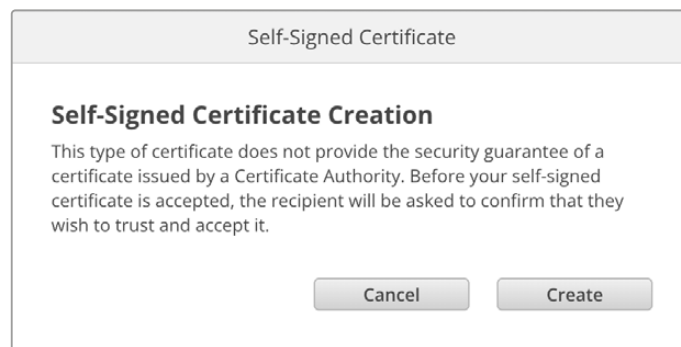 Self-Signed Certificate
Self-Signed Certificate Creation
This type of certificate does not provide the security guarantee of a
certificate issued by a Certificate Authority. Before your self-signed
certificate is accepted, the recipient will be asked to confirm that they
wish to trust and accept it.
Cancel
Create